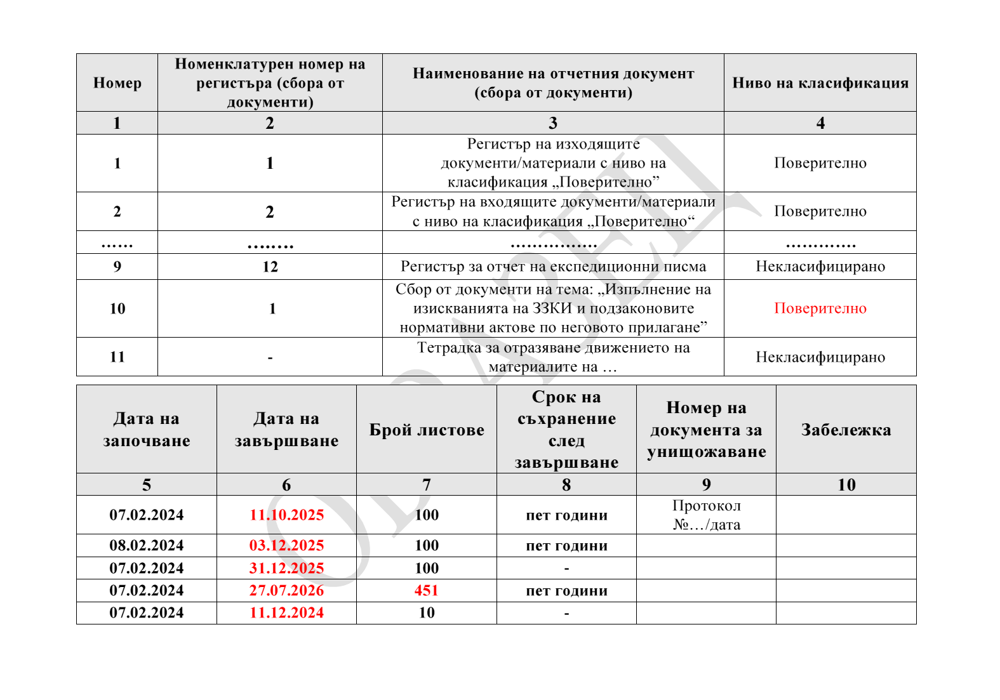 Номер
Номенклатурен номер на
регистъра (сбора от
документи)
Наименование на отчетния документ
(сбора от документи)
Ниво на класификация
1
2
3
4
1
1
Регистър на изходящите
документи/материали с ниво на
класификация „Поверително”
Поверително
2
2
Регистър на входящите документи/материали
с ниво на класификация „Поверително“
Поверително
……
……..
…………….
………….
9
12
Регистър за отчет на експедиционни писма
Некласифицирано
10
1
Сбор от документи на тема: „Изпълнение на
изискванията на ЗЗКИ и подзаконовите
нормативни актове по неговото прилагане”
Поверително
11
-
Тетрадка за отразяване движението на
материалите на …
Некласифицирано
Дата на
започване
Дата на
завършване
Брой листове
Срок на
съхранение
след
завършване
Номер на
документа за
унищожаване
Забележка
5
6
7
8
9
10
07.02.2024
11.10.2025
100
пет години
Протокол
№…/дата
08.02.2024
03.12.2025
100
пет години
07.02.2024
31.12.2025
100
-
07.02.2024
27.07.2026
451
пет години
07.02.2024
11.12.2024
10
-
ОБРАЗЕЦ